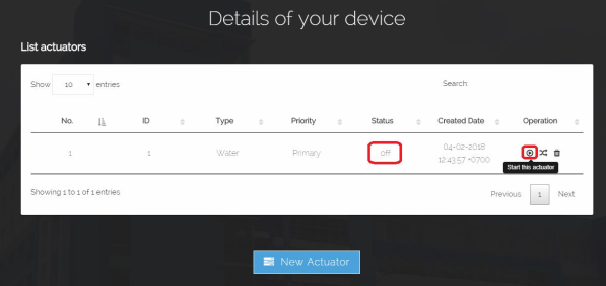 Details of your device
List actuators
Show 10 entries Search:
No. ID Type Priority Status Created Date Operation
1 1 Water Primary off 04-02-2018
12:43:57 +0700
Start this actuator
Showing 1 to 1 of 1 entries Previous 1 Next
New Actuator